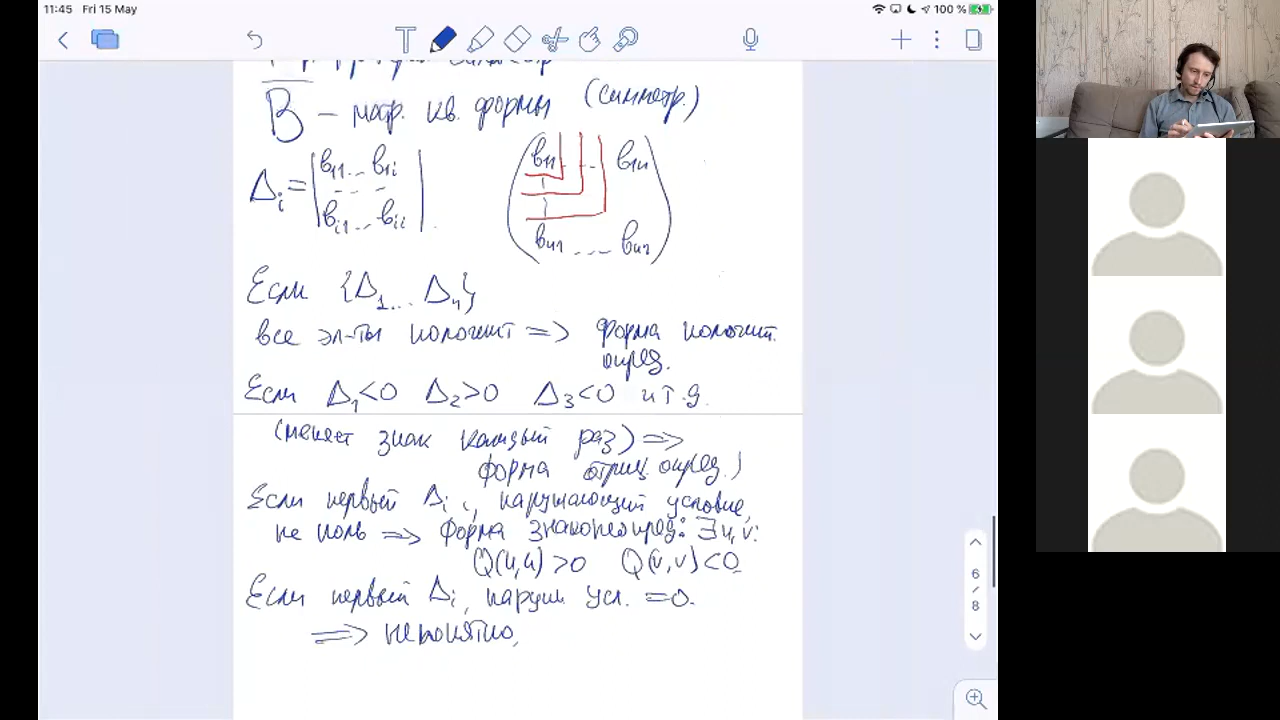 11:45 Fri 15 May
100 %
B – матр. кв. формы (симметр.)
Δi = | b11 … b1i
bi1 … bii |
b11 … b1n
bn1 … bnn
Если {Δ1 … Δn}
все эл-ты положит => форма положит.
опред.
Если Δ1<0 Δ2>0 Δ3<0 и т.д.
(меняет знак каждый раз) =>
форма отриц. опред.)
Если первый Δi, нарушающий условие,
не ноль => форма знаконеопред: ∃u,v:
Q(u,u)>0 Q(v,v)<0
Если первый Δi, наруш усл. =0.
=> непонятно,
6
/
8